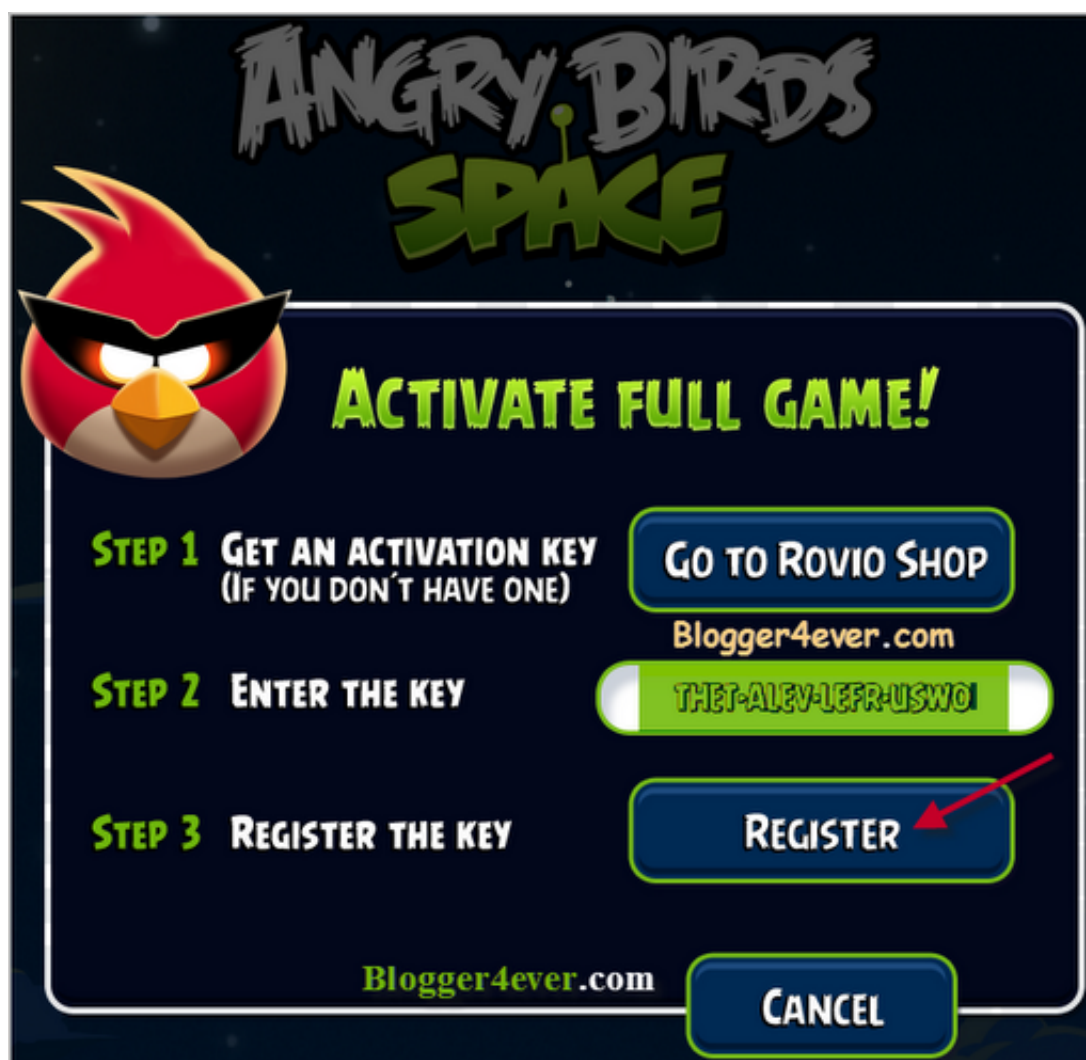 ANGRY BIRDS
SPACE
ACTIVATE FULL GAME!
STEP 1 GET AN ACTIVATION KEY
(IF YOU DON´T HAVE ONE)
GO TO ROVIO SHOP
Blogger4ever.com
STEP 2 ENTER THE KEY
THET-ALEV-LEFR-USWO
STEP 3 REGISTER THE KEY
REGISTER
Blogger4ever.com
CANCEL